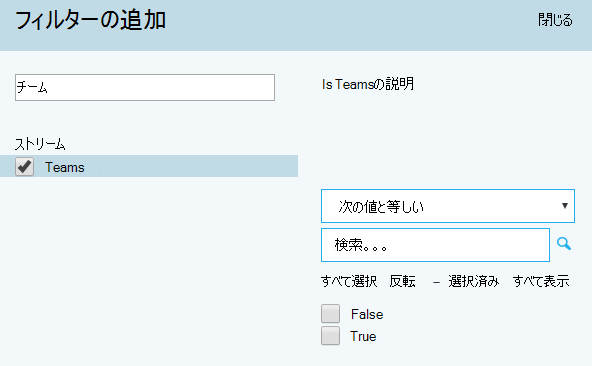 フィルターの追加
閉じる
チーム
Is Teamsの説明
ストリーム
Teams
次の値と等しい
検索。。。
すべて選択 反転 – 選択済み すべて表示
False
True